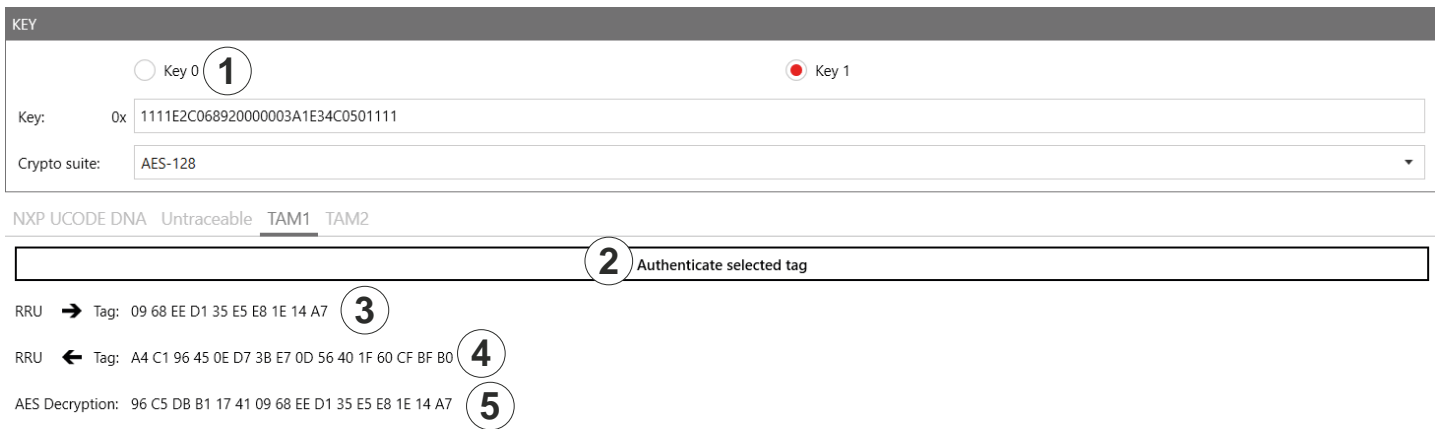 KEY
Key 0 1 Key 1
Key: 0x 1111E2C068920000003A1E34C0501111
Crypto suite: AES-128
NXP UCODE DNA Untraceable TAM1 TAM2
2 Authenticate selected tag
RRU → Tag: 09 68 EE D1 35 E5 E8 1E 14 A7 3
RRU ← Tag: A4 C1 96 45 0E D7 3B E7 0D 56 40 1F 60 CF BF B0 4
AES Decryption: 96 C5 DB B1 17 41 09 68 EE D1 35 E5 E8 1E 14 A7 5